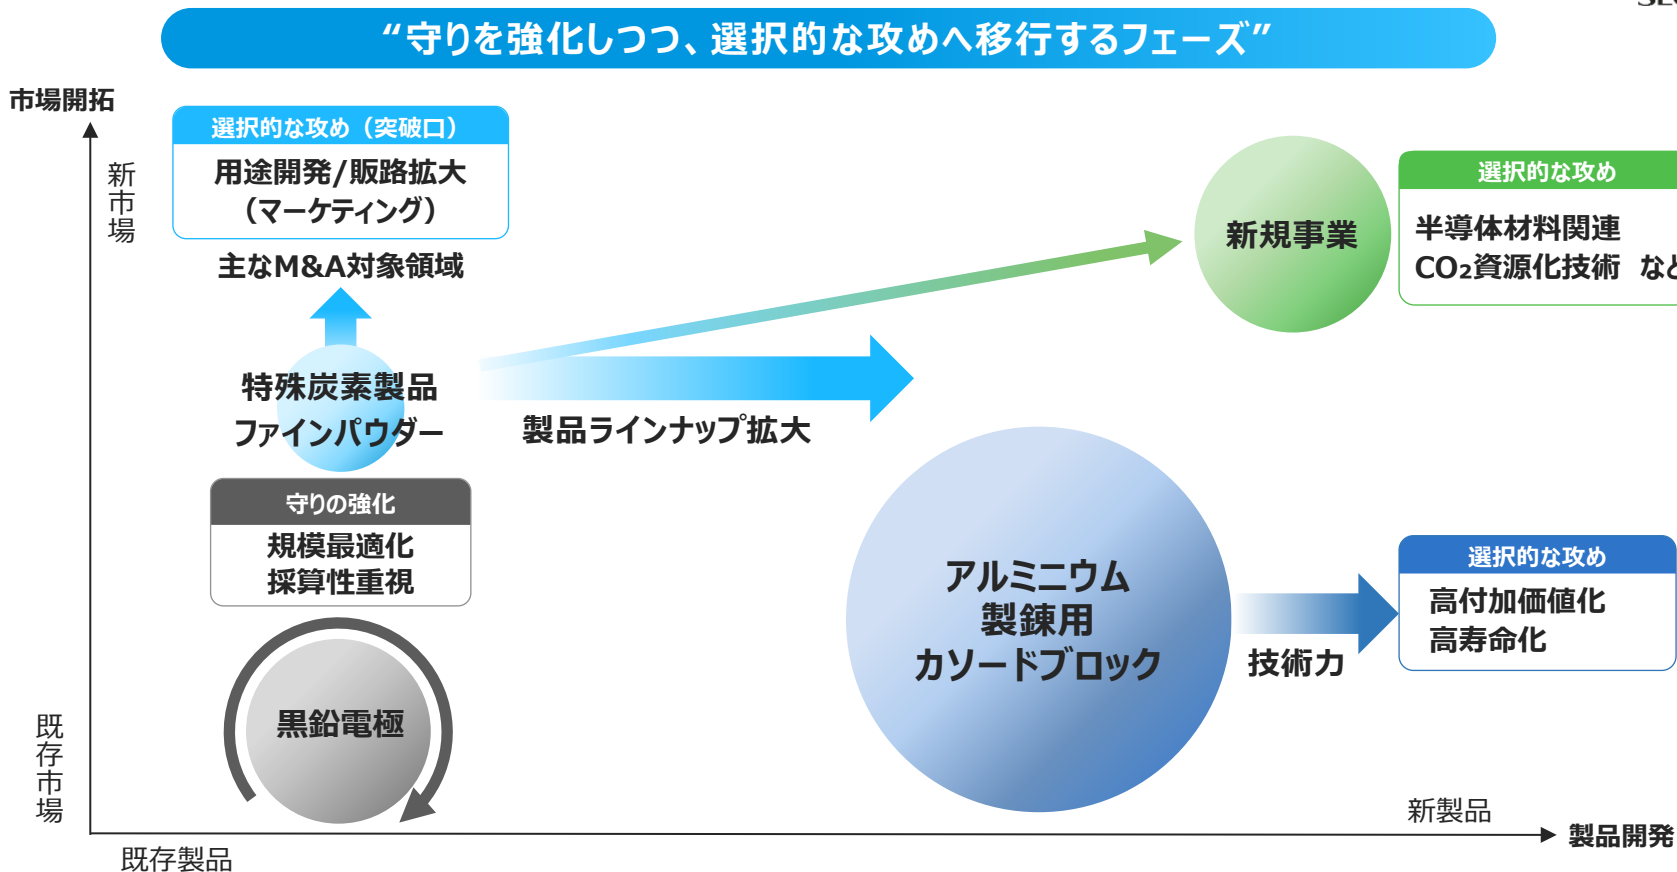 “守りを強化しつつ、選択的な攻めへ移行するフェーズ”
市場開拓
新市場
選択的な攻め（突破口）
用途開発/販路拡大
（マーケティング）
主なM&A対象領域
新規事業
選択的な攻め
半導体材料関連
CO₂資源化技術 な
特殊炭素製品
ファインパウダー
製品ラインナップ拡大
守りの強化
規模最適化
採算性重視
アルミニウム
製錬用
カソードブロック
技術力
選択的な攻め
高付加価値化
高寿命化
黒鉛電極
既存市場
新製品
製品開発
既存製品